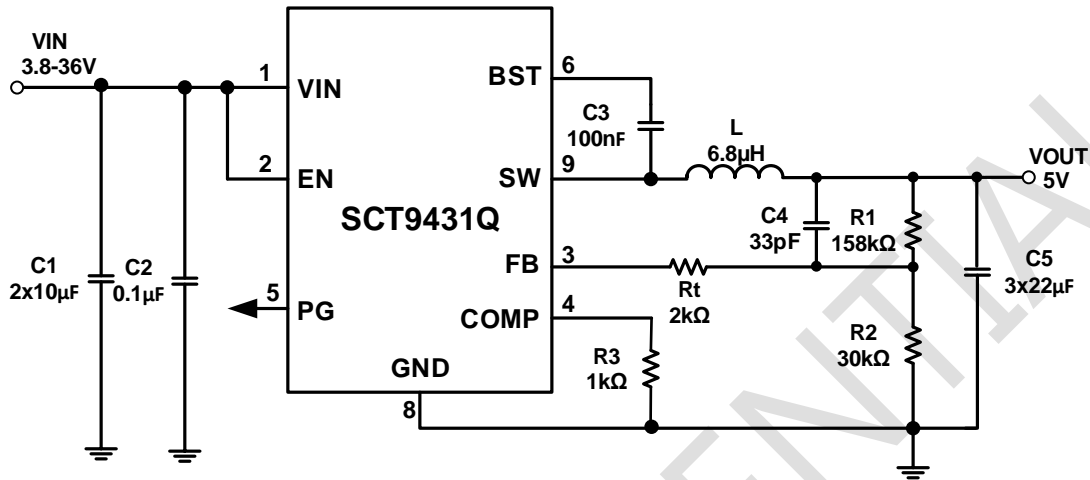 VIN
3.8-36V
1
VIN
2
EN
5
PG
GND
8
SCT9431Q
BST
6
SW
9
FB
3
COMP
4
C1
2x10µF
C2
0.1µF
C3
100nF
L
6.8µH
C4
33pF
R1
158kΩ
Rt
2kΩ
R3
1kΩ
R2
30kΩ
C5
3x22µF
VOUT
5V
ENTIAL